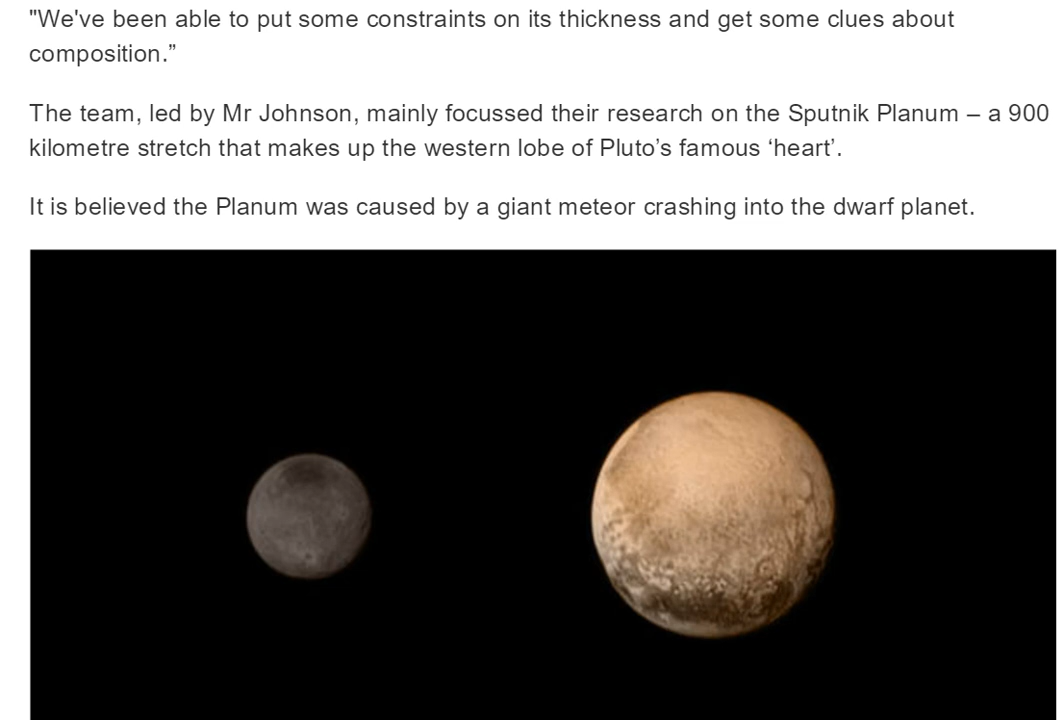 "We've been able to put some constraints on its thickness and get some clues about
composition.”
The team, led by Mr Johnson, mainly focussed their research on the Sputnik Planum – a 900
kilometre stretch that makes up the western lobe of Pluto’s famous ‘heart’.
It is believed the Planum was caused by a giant meteor crashing into the dwarf planet.